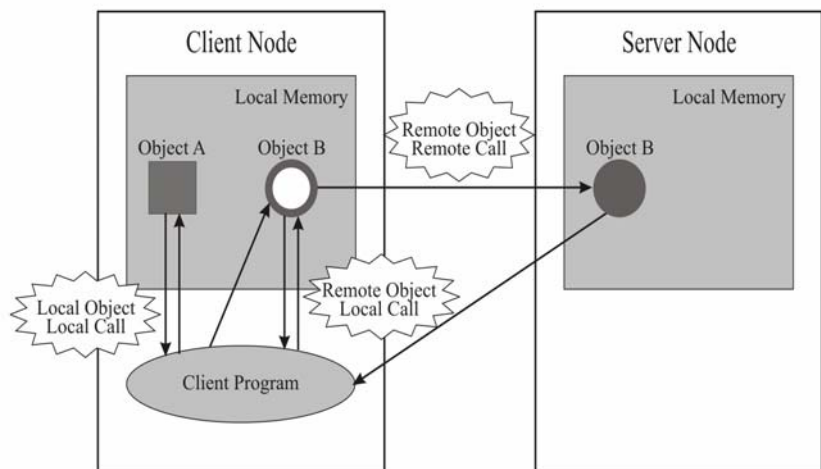 Client Node
Server Node
Local Memory
Local Memory
Object A
Object B
Remote Object
Remote Call
Object B
Local Object
Local Call
Remote Object
Local Call
Client Program